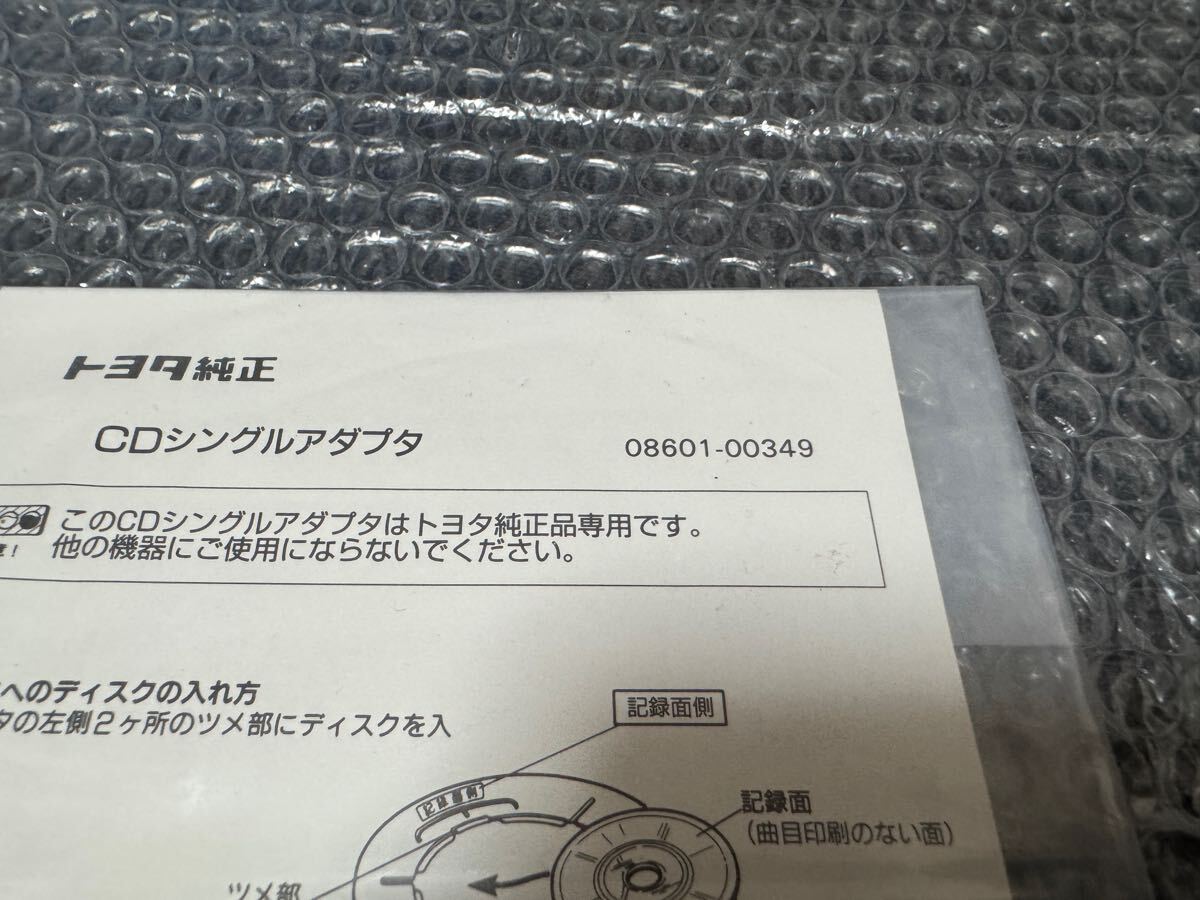 トヨタ純正
CDシングルアダプタ 08601-00349
このCDシングルアダプタはトヨタ純正品専用です。
他の機器にご使用にならないでください。
へのディスクの入れ方
タの左側2ヶ所のツメ部にディスクを入
記録面側
記録面側
記録面
(曲目印刷のない面)
ツメ部